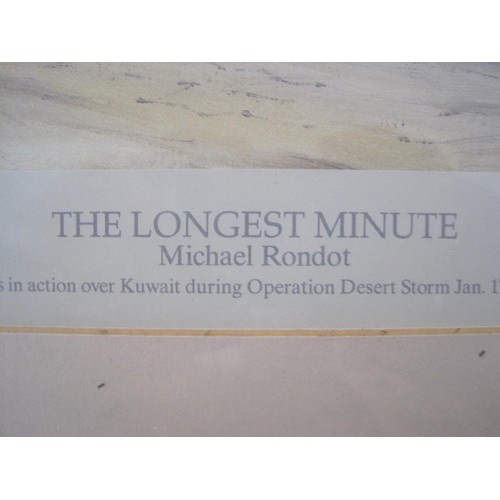 THE LONGEST MINUTE
Michael Rondot
in action over Kuwait during Operation Desert Storm Jan.